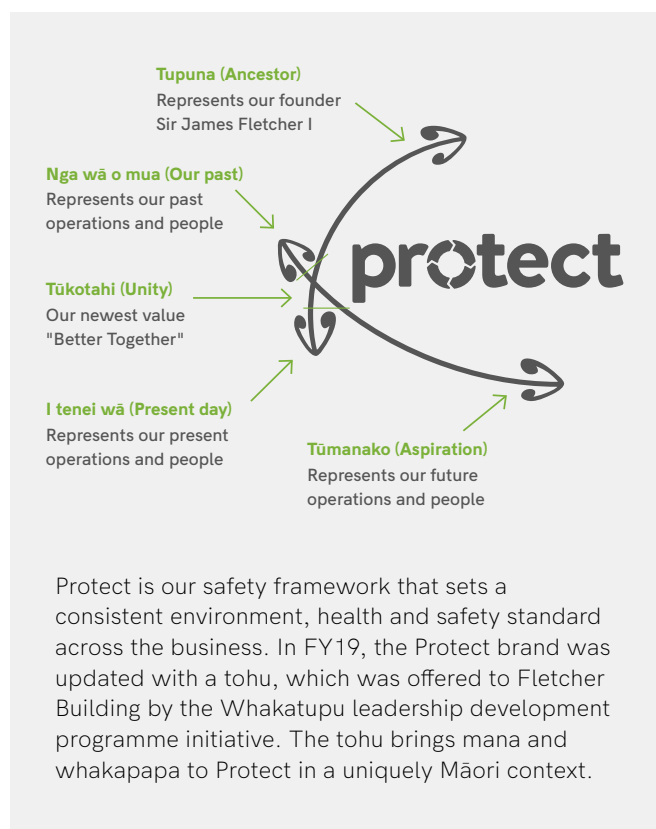 Tupuna (Ancestor)
Represents our founder
Sir James Fletcher I
Nga wā o mua (Our past)
Represents our past
operations and people
protect
Tūkotahi (Unity)
Our newest value
"Better Together"
I tenei wā (Present day)
Represents our present
operations and people
Tūmanako (Aspiration)
Represents our future
operations and people
Protect is our safety framework that sets a
consistent environment, health and safety standard
across the business. In FY19, the Protect brand was
updated with a tohu, which was offered to Fletcher
Building by the Whakatupu leadership development
programme initiative. The tohu brings mana and
whakapapa to Protect in a uniquely Māori context.